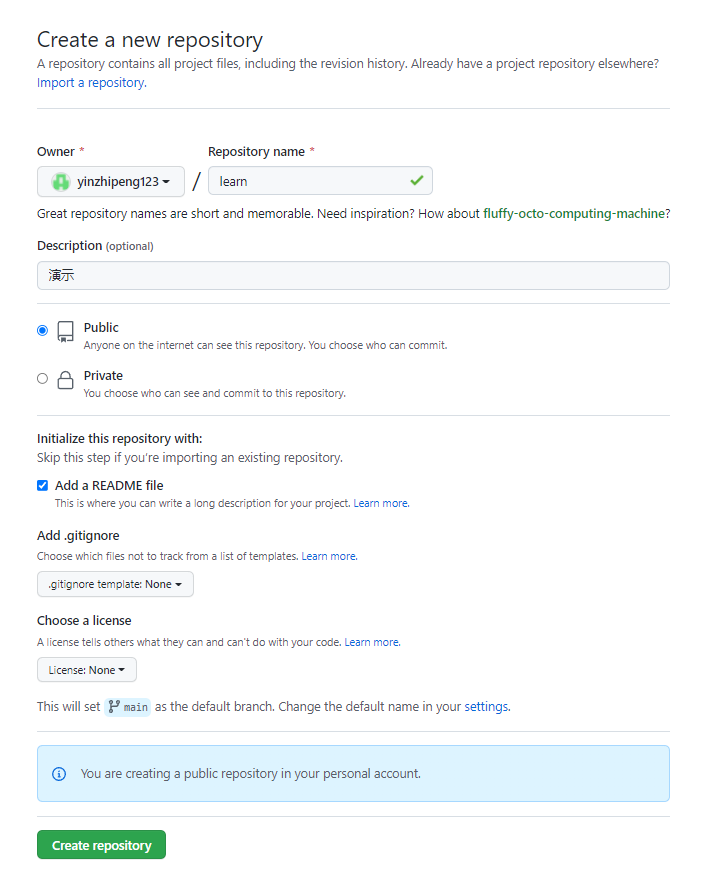 Create a new repository
A repository contains all project files, including the revision history. Already have a project repository elsewhere?
Import a repository.
Owner * Repository name *
yinzhipeng123 / learn
Great repository names are short and memorable. Need inspiration? How about fluffy-octo-computing-machine?
Description (optional)
演示
Public
Anyone on the internet can see this repository. You choose who can commit.
Private
You choose who can see and commit to this repository.
Initialize this repository with:
Skip this step if you're importing an existing repository.
Add a README file
This is where you can write a long description for your project. Learn more.
Add .gitignore
Choose which files not to track from a list of templates. Learn more.
.gitignore template: None
Choose a license
A license tells others what they can and can't do with your code. Learn more.
License: None
This will set main as the default branch. Change the default name in your settings.
You are creating a public repository in your personal account.
Create repository